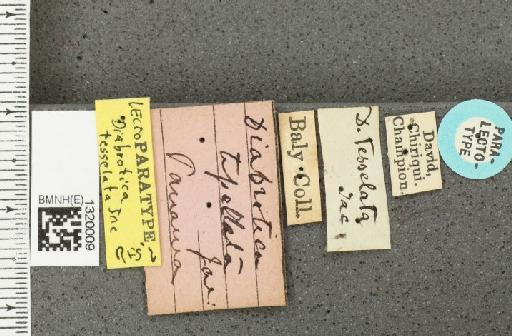 BMNH(E)
1320009
LECTOPARATYPE
Diabrotica
tesselata Jac
Diabrotica
tesselata
Jac.
Panama
Baly Coll.
D. Tesselata
Jac
David,
Chiriqui.
Champion.
PARA-
LECTO-
TYPE